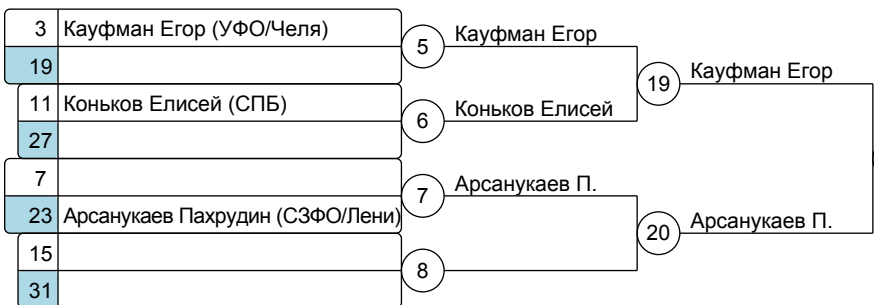 3 Кауфман Егор (УФО/Челя)
5 Кауфман Егор
19
19 Кауфман Егор
11 Коньков Елисей (СПБ)
6 Коньков Елисей
27
7
7 Арсанукаев П.
23 Арсанукаев Пахрудин (СЗФО/Лени)
20 Арсанукаев П.
15
8
31